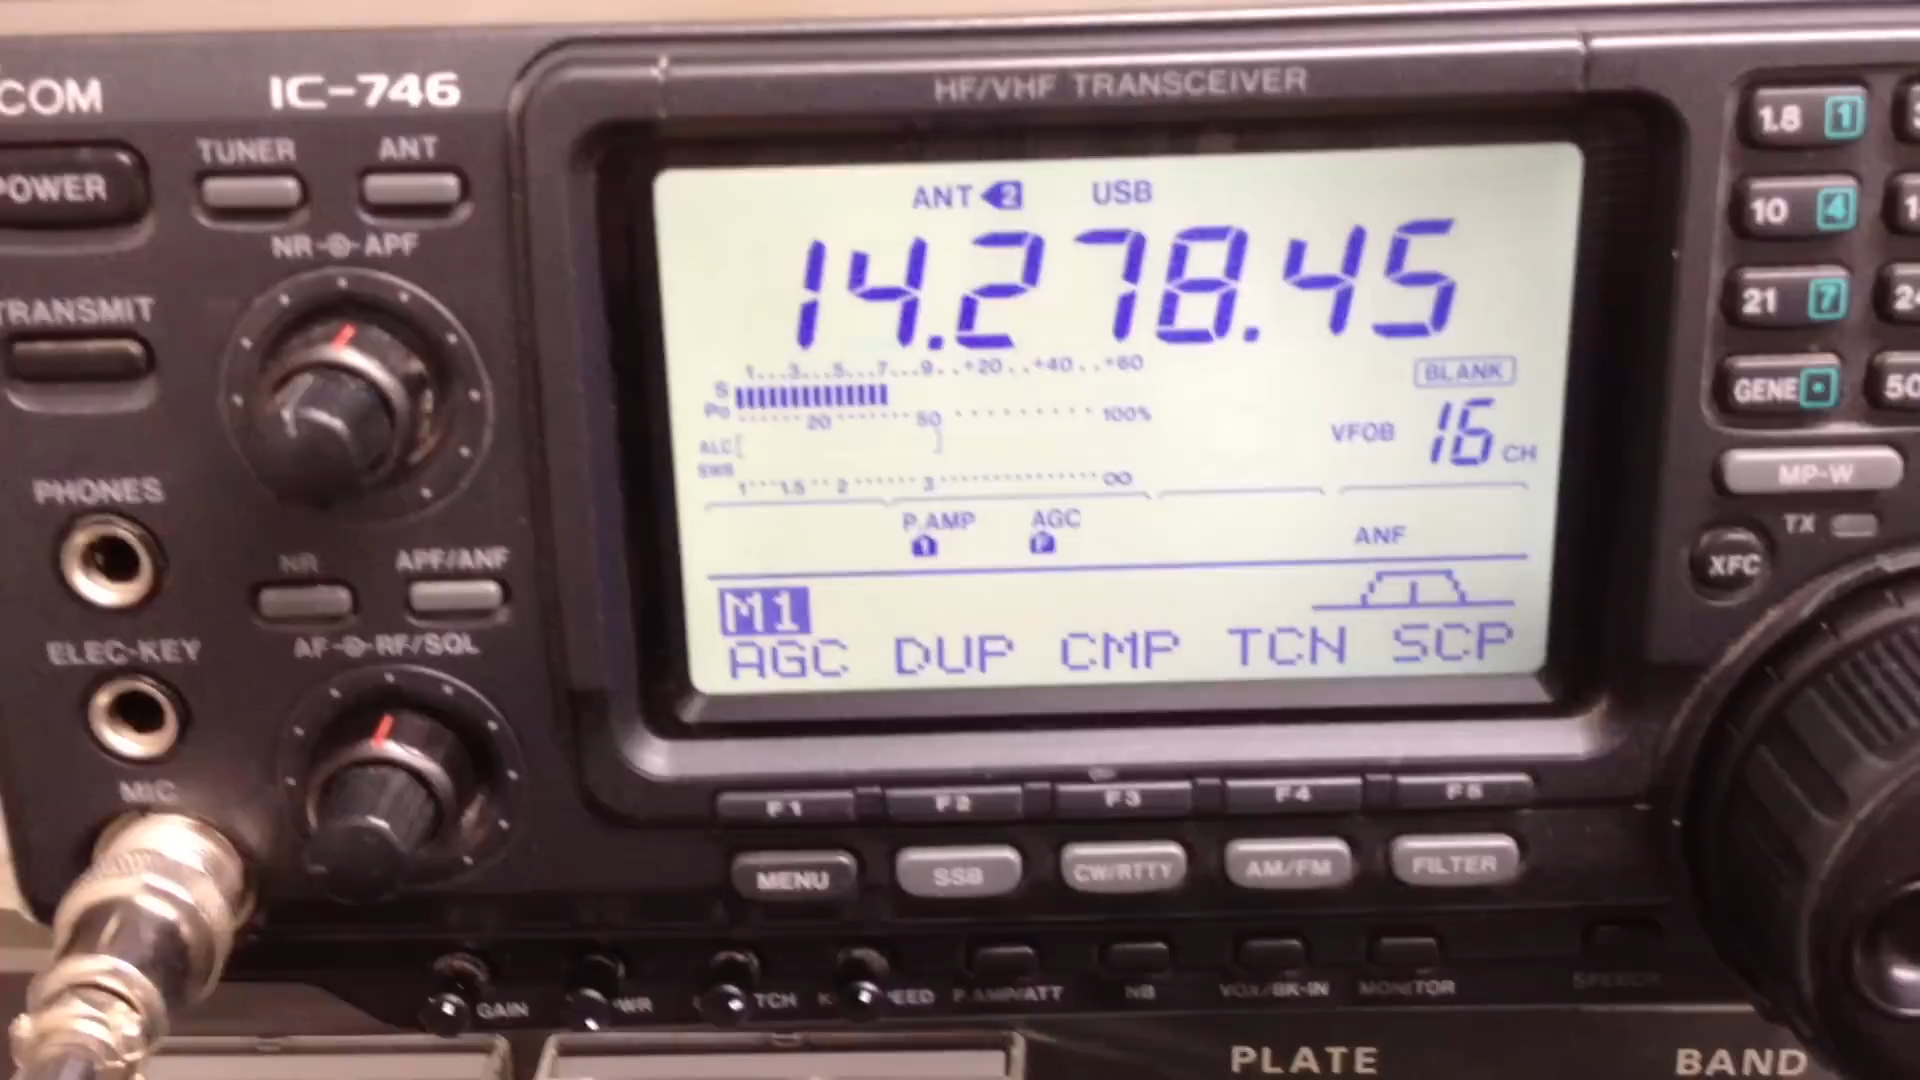 COM
IC-746
HF/VHF TRANSCEIVER
POWER
TUNER
ANT
NR APF
TRANSMIT
PHONES
NR
APF/ANF
ELEC-KEY
AF RF/SQL
MIC
ANT 2 USB
14.278.45
S 1...3...5...7...9..+20..+40..+60
Po 20 50 100%
ALC
SWR
1 1.5 2 3 ∞
BLANK
VFOB 16 CH
P.AMP 1 AGC F ANF
M1
AGC DUP CMP TCN SCP
F1 F2 F3 F4 F5
MENU SSB CW/RTTY AM/FM FILTER
GAIN
P.AMP/ATT NB VOX/BK-IN MONITOR SPEECH
1.8 1
10 4
21 7
GENE
50
MP-W
TX
XFC
PLATE BAND